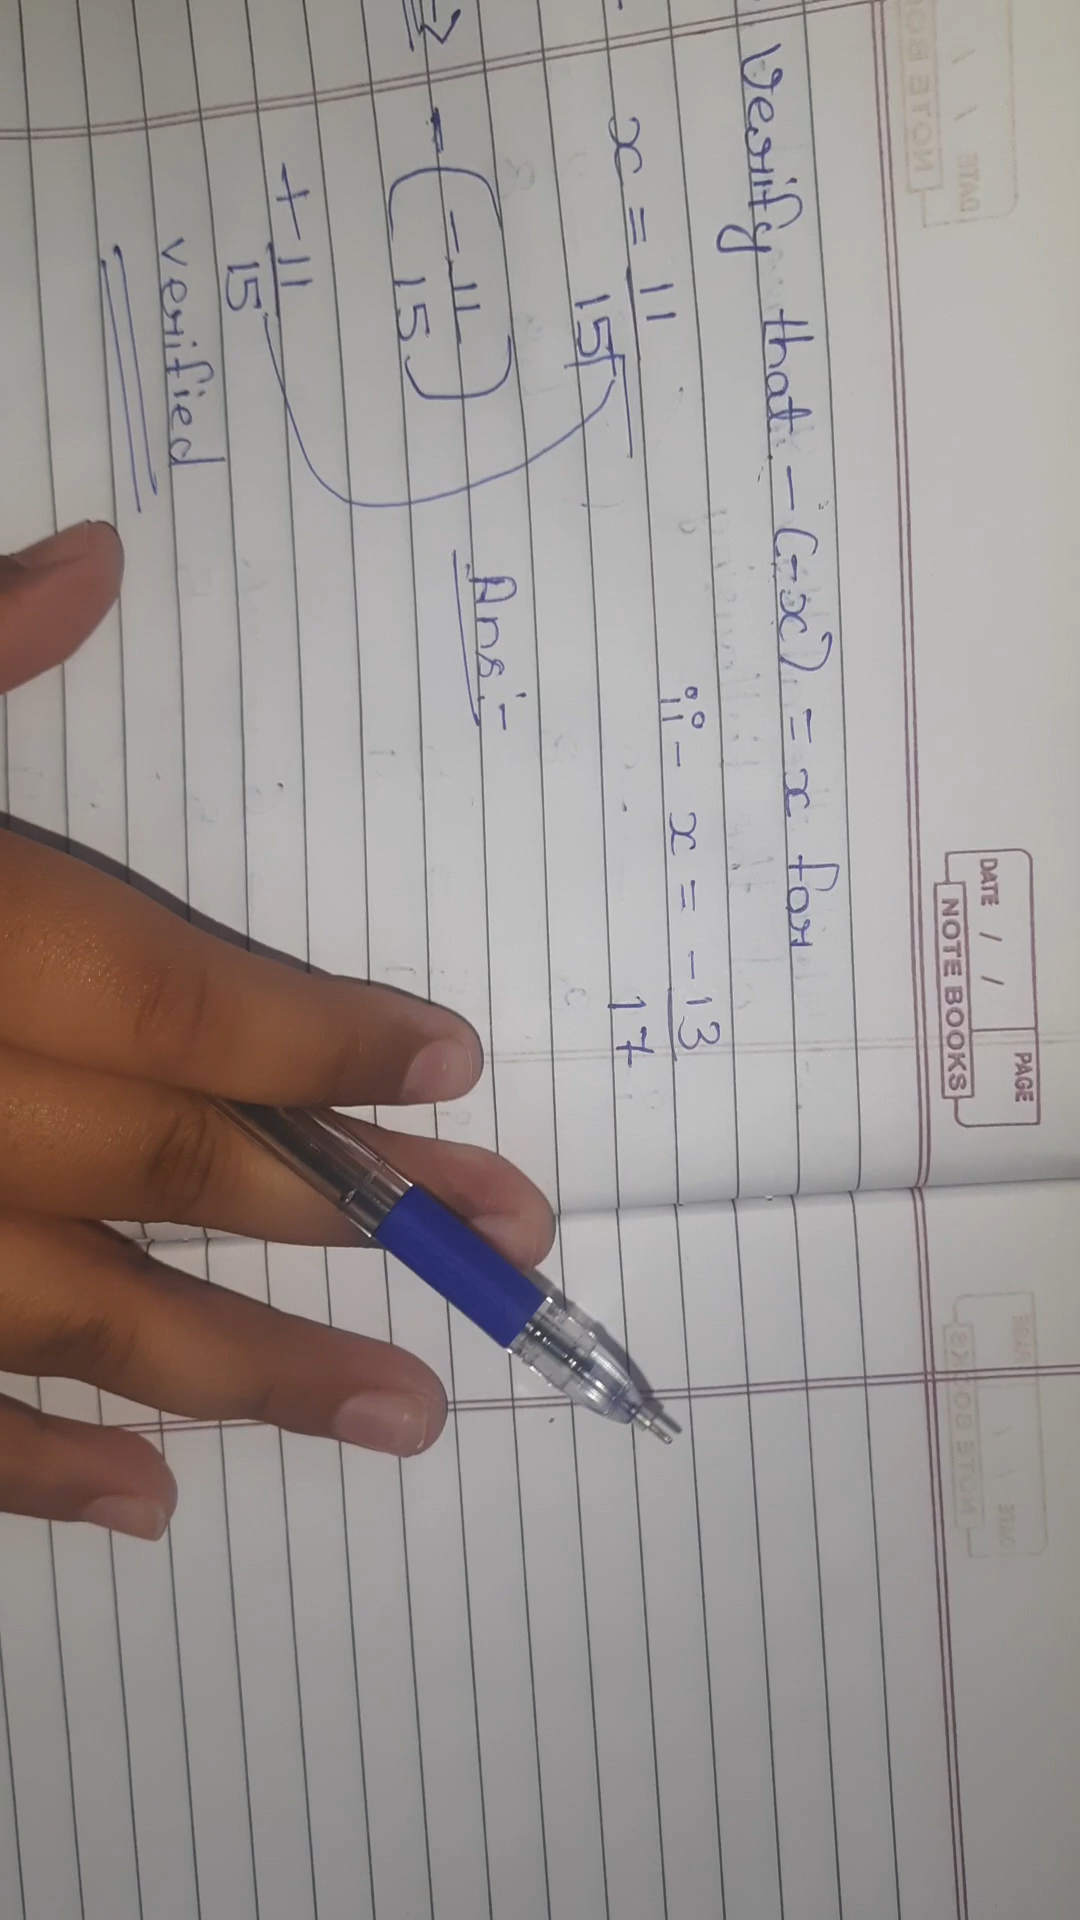 DATE / / PAGE
NOTE BOOKS
Verify that - (-x) = x for
x = 11/15
ii - x = -13/17
⇒ - (-11/15)
Ans:-
+ 11/15
verified